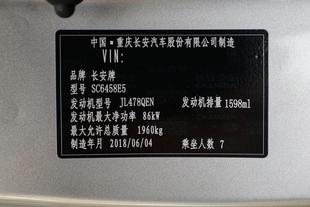 中国·重庆长安汽车股份有限公司制造
VIN:
品牌 长安牌
型号 SC6458E5
发动机型号 JL478QEN 发动机排量 1598ml
发动机最大净功率 86kW
最大允许总质量 1960kg
制造年月 2018/06/04 乘坐人数 7